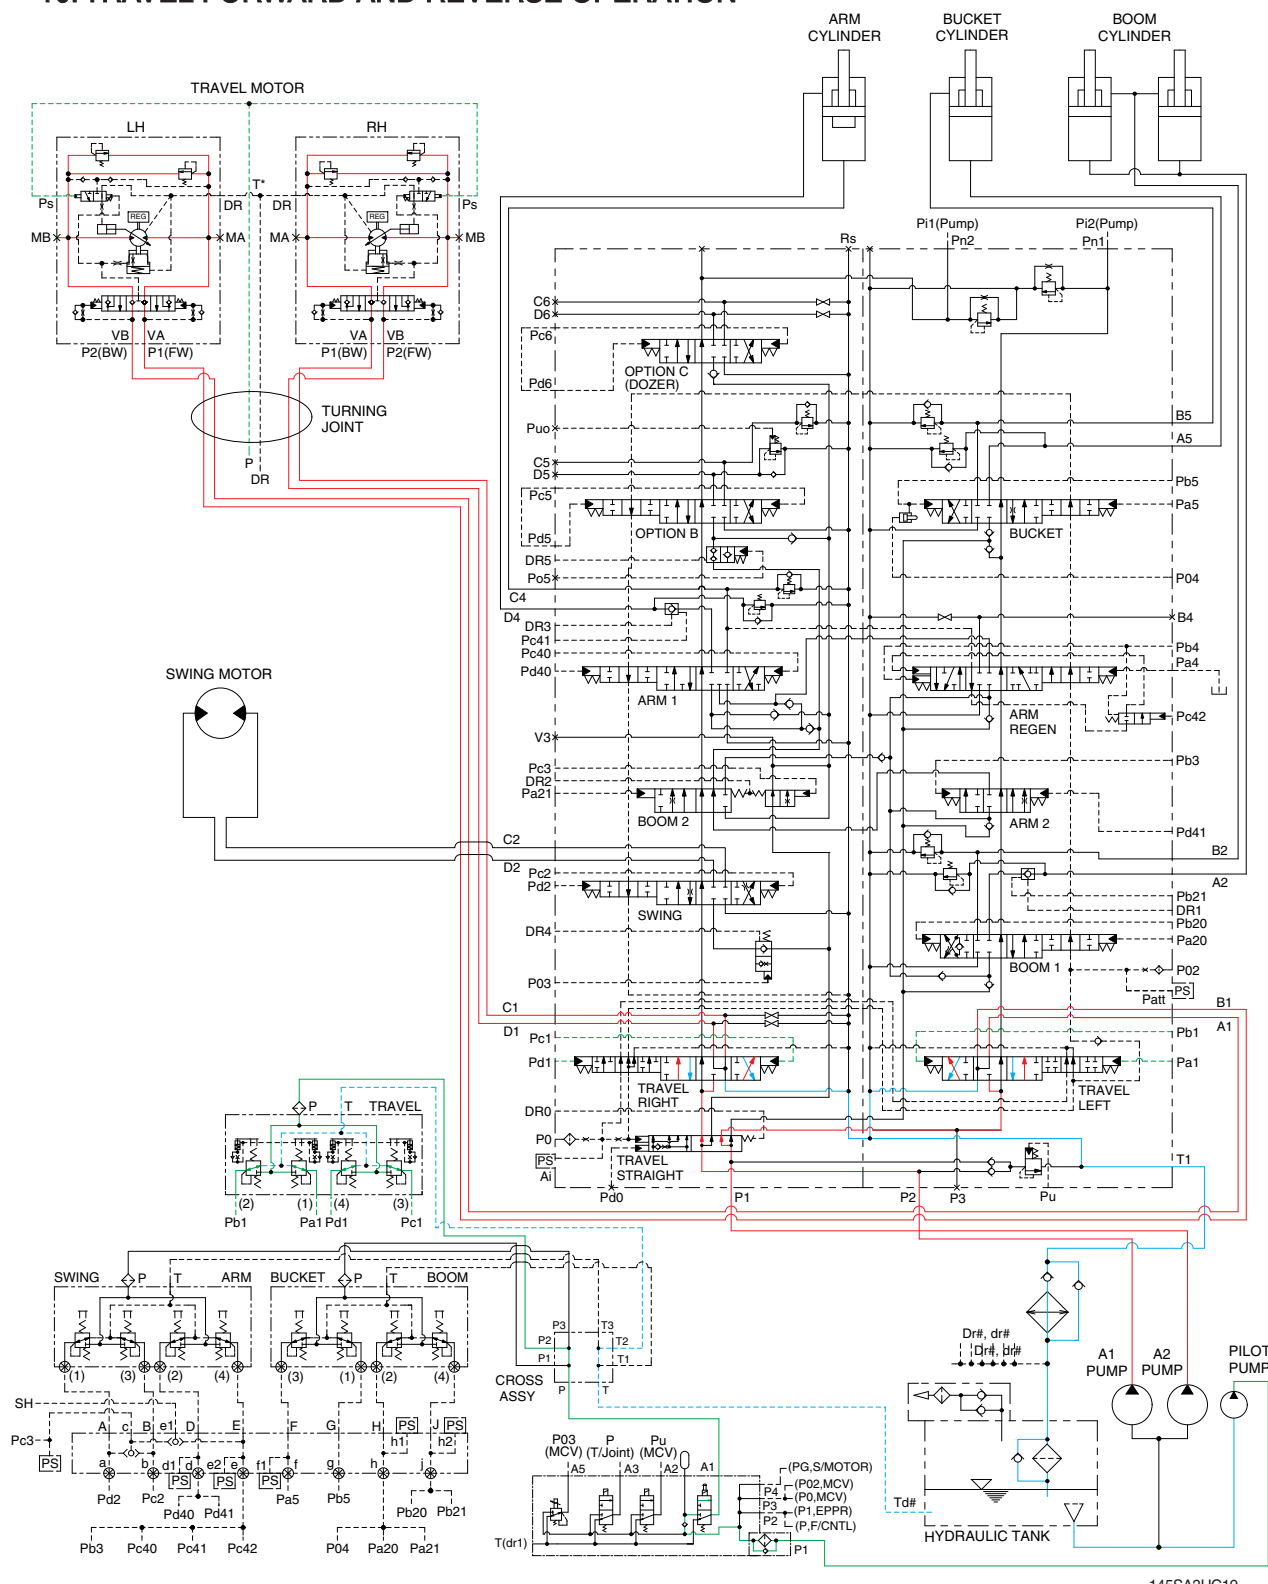 10. TRAVEL FORWARD AND REVERSE OPERATION
ARM
CYLINDER
BUCKET
CYLINDER
BOOM
CYLINDER
TRAVEL MOTOR
LH
RH
T*
Ps
DR
DR
Ps
REG
REG
MB
MA
MA
MB
VB
VA
VA
VB
P2(BW)
P1(FW)
P1(BW)
P2(FW)
TURNING
JOINT
P
DR
Rs
Pi1(Pump)
Pn2
Pi2(Pump)
Pn1
C6
D6
Pc6
Pd6
OPTION C
(DOZER)
Puo
C5
D5
Pc5
Pd5
OPTION B
DR5
Po5
B5
A5
Pb5
Pa5
BUCKET
P04
C4
D4
DR3
Pc41
Pc40
Pd40
ARM 1
B4
Pb4
Pa4
ARM
REGEN
Pc42
SWING MOTOR
V3
Pc3
DR2
Pa21
BOOM 2
Pb3
ARM 2
Pd41
C2
D2
Pc2
Pd2
SWING
B2
A2
Pb21
DR1
Pb20
Pa20
BOOM 1
DR4
P03
P02
Patt
PS
C1
D1
Pc1
Pd1
TRAVEL
RIGHT
B1
A1
Pb1
Pa1
TRAVEL
LEFT
DR0
P0
PS
Ai
TRAVEL
STRAIGHT
Pd0
P1
P2
P3
Pu
T1
P
T
TRAVEL
(2)
(1)
(4)
(3)
Pb1
Pa1
Pd1
Pc1
SWING
P
T
ARM
BUCKET
P
T
BOOM
(1)
(3)
(2)
(4)
(3)
(1)
(2)
(4)
P3
T3
P2
T2
P1
T1
CROSS
ASSY
P
T
SH
Pc3
PS
A
c
B
e1
D
E
F
G
H
PS
h1
J
PS
h2
a
b
d1
d
e2
e
f1
f
g
h
j
PS
PS
PS
Pd2
Pc2
Pd40
Pd41
Pa5
Pb5
Pb20
Pb21
Pb3
Pc40
Pc41
Pc42
P04
Pa20
Pa21
P03
(MCV)
P
(T/Joint)
Pu
(MCV)
A5
A3
A2
A1
(PG,S/MOTOR)
P4
(P02,MCV)
(P0,MCV)
P3
(P1,EPPR)
P2
(P,F/CNTL)
T(dr1)
P1
Dr#, dr#
Dr#, dr#
A1
PUMP
A2
PUMP
PILOT
PUMP
Td#
HYDRAULIC TANK